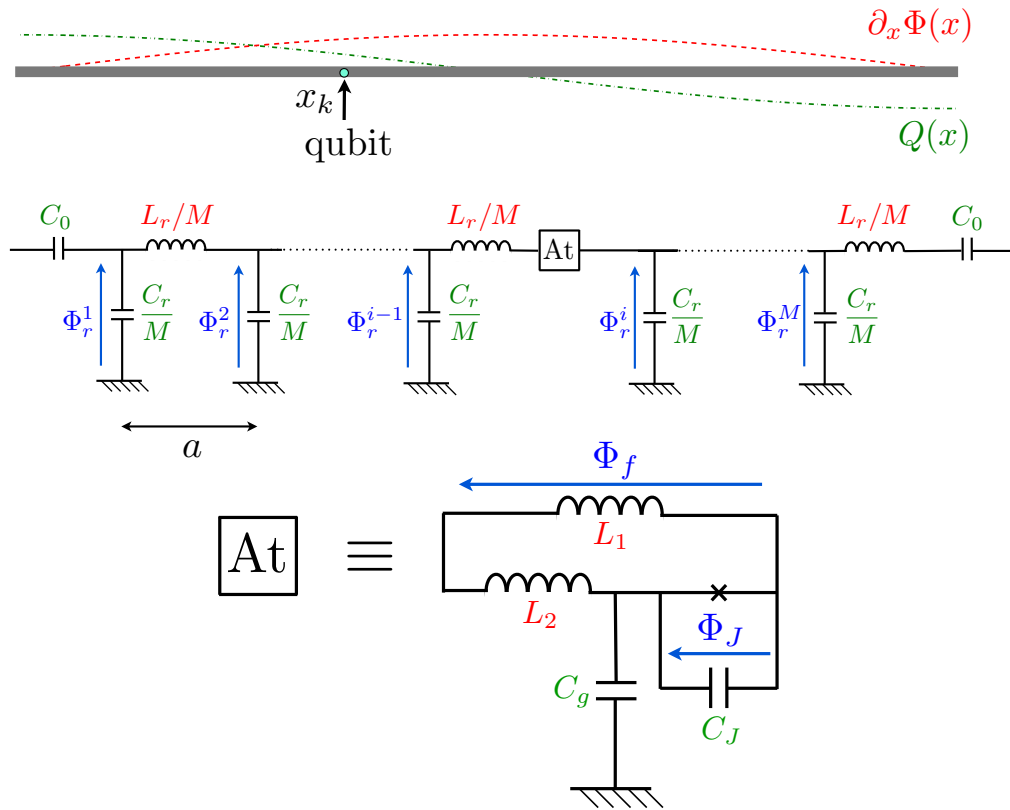 ∂ₓΦ(x)
x_k
qubit
Q(x)
C₀ L_r/M L_r/M At L_r/M C₀
Φ_r^1 C_r/M Φ_r^2 C_r/M Φ_r^{i-1} C_r/M Φ_r^i C_r/M Φ_r^M C_r/M
a
Φ_f
L₁
At ≡
L₂
Φ_J
C_g
C_J